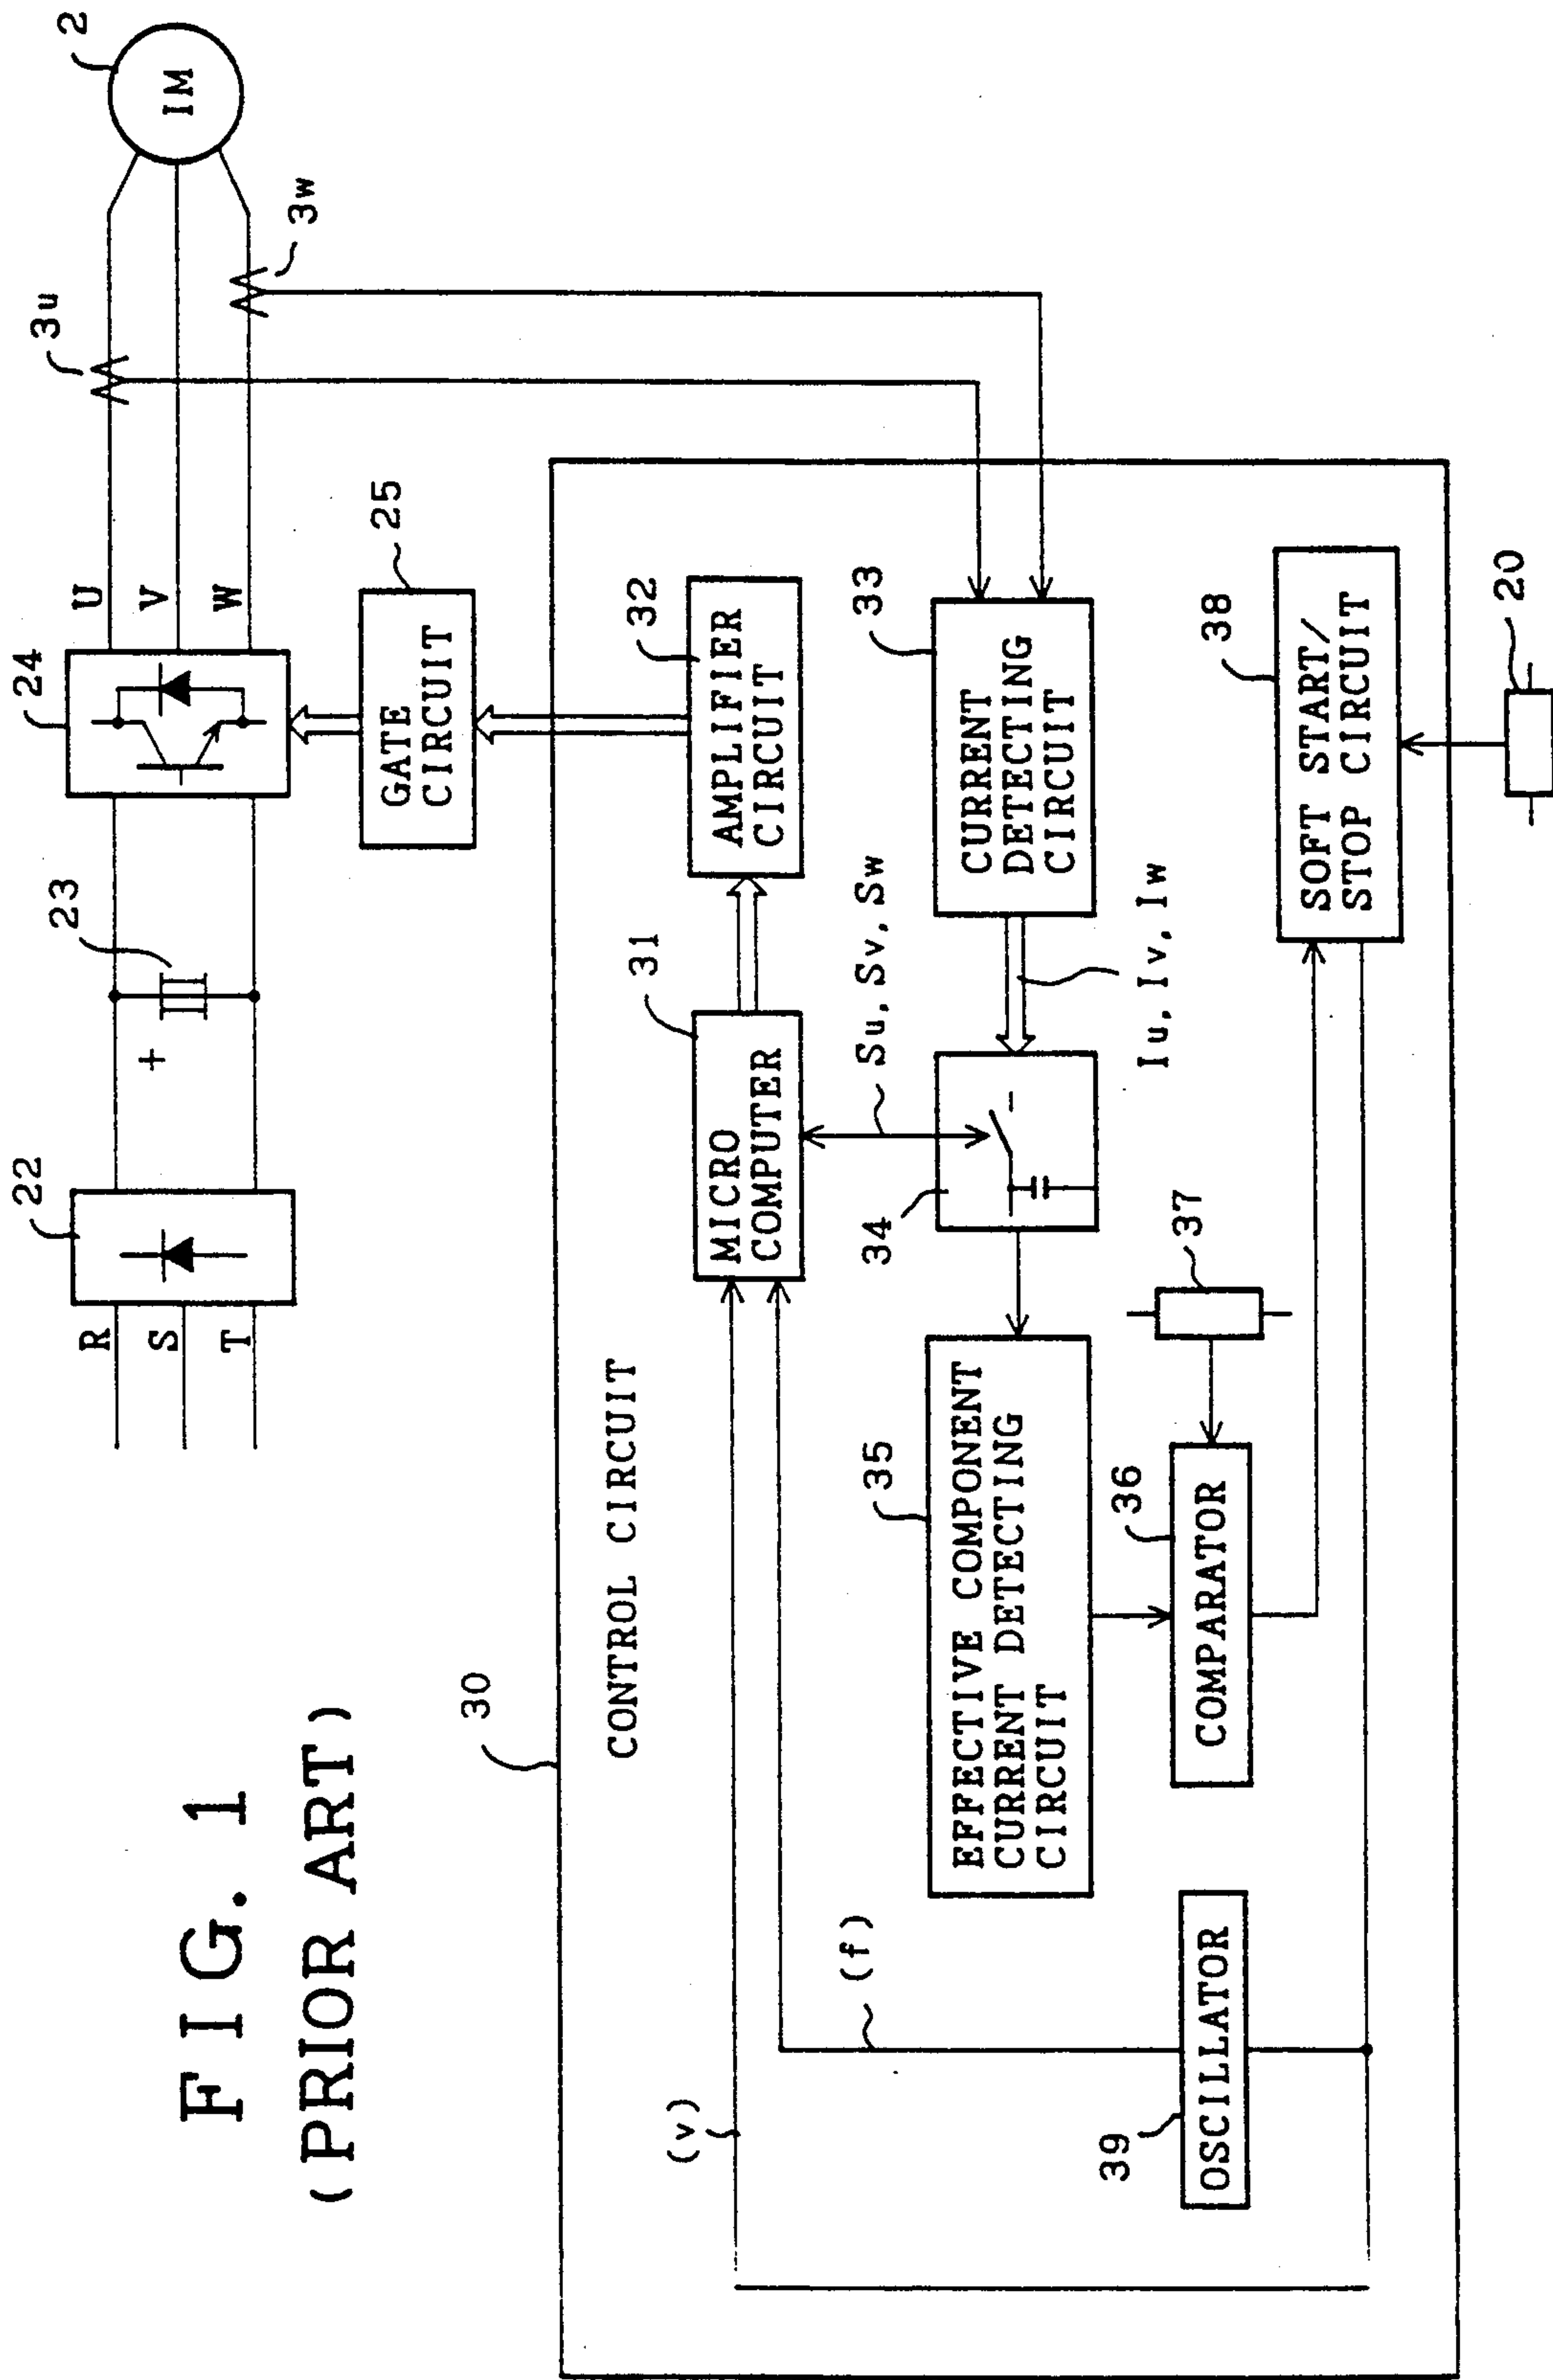 FIG. 1
(PRIOR ART)
R
S
T
22
+
23
24
U
V
W
3u
3w
2
IM
25
GATE
CIRCUIT
30
CONTROL CIRCUIT
(v)
(f)
31
MICRO
COMPUTER
32
AMPLIFIER
CIRCUIT
Su, Sv, Sw
33
CURRENT
DETECTING
CIRCUIT
Iu, Iv, Iw
34
35
EFFECTIVE COMPONENT
CURRENT DETECTING
CIRCUIT
36
COMPARATOR
37
38
SOFT START/
STOP CIRCUIT
39
OSCILLATOR
20